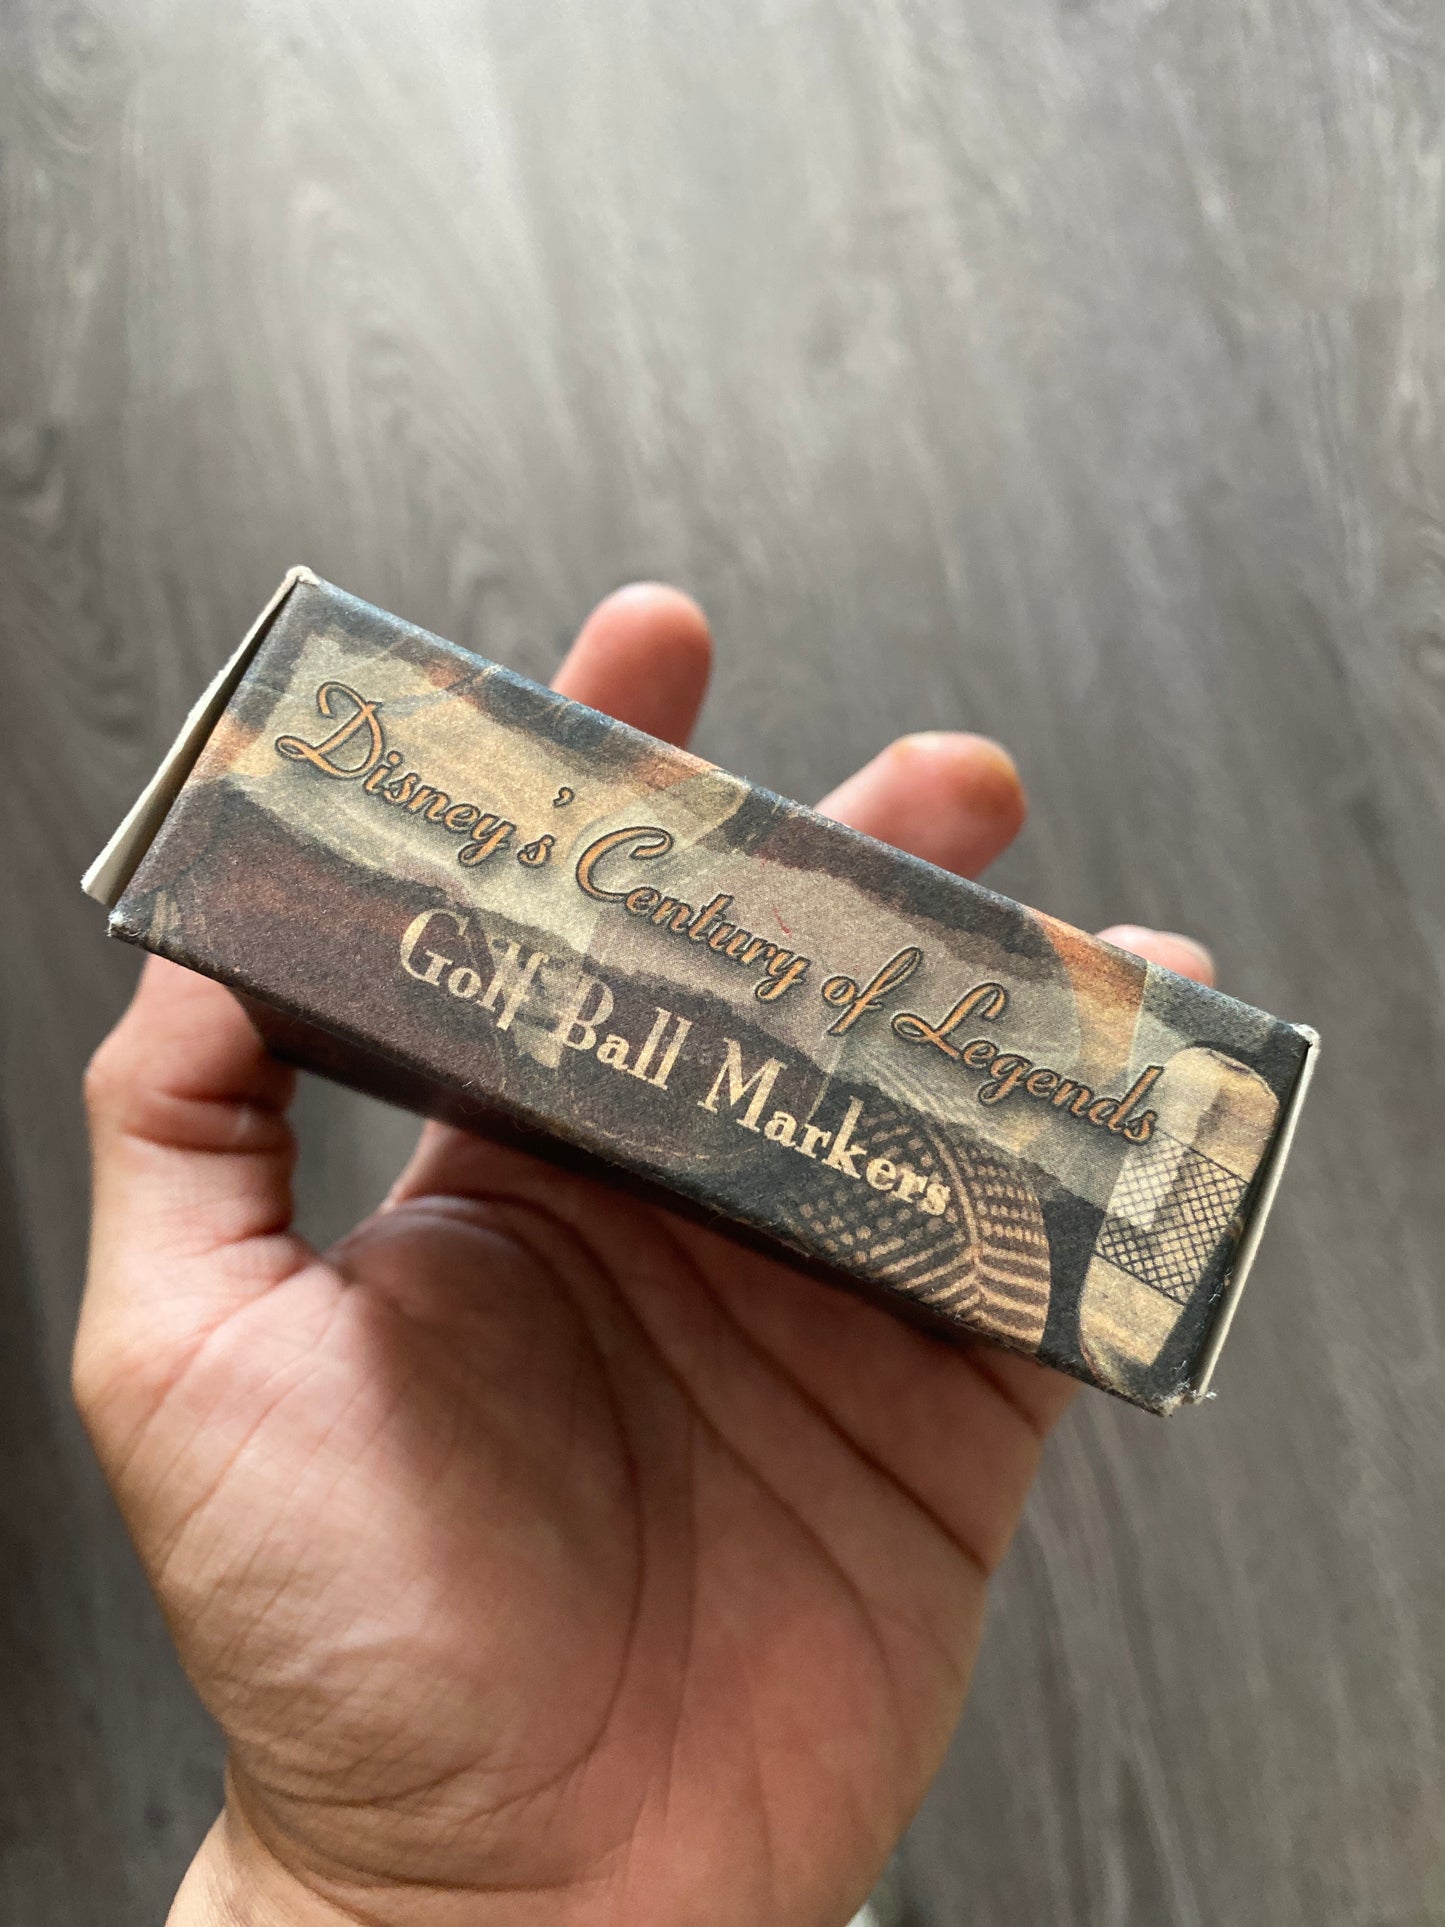 Disney's Century of Legends
Golf Ball Markers